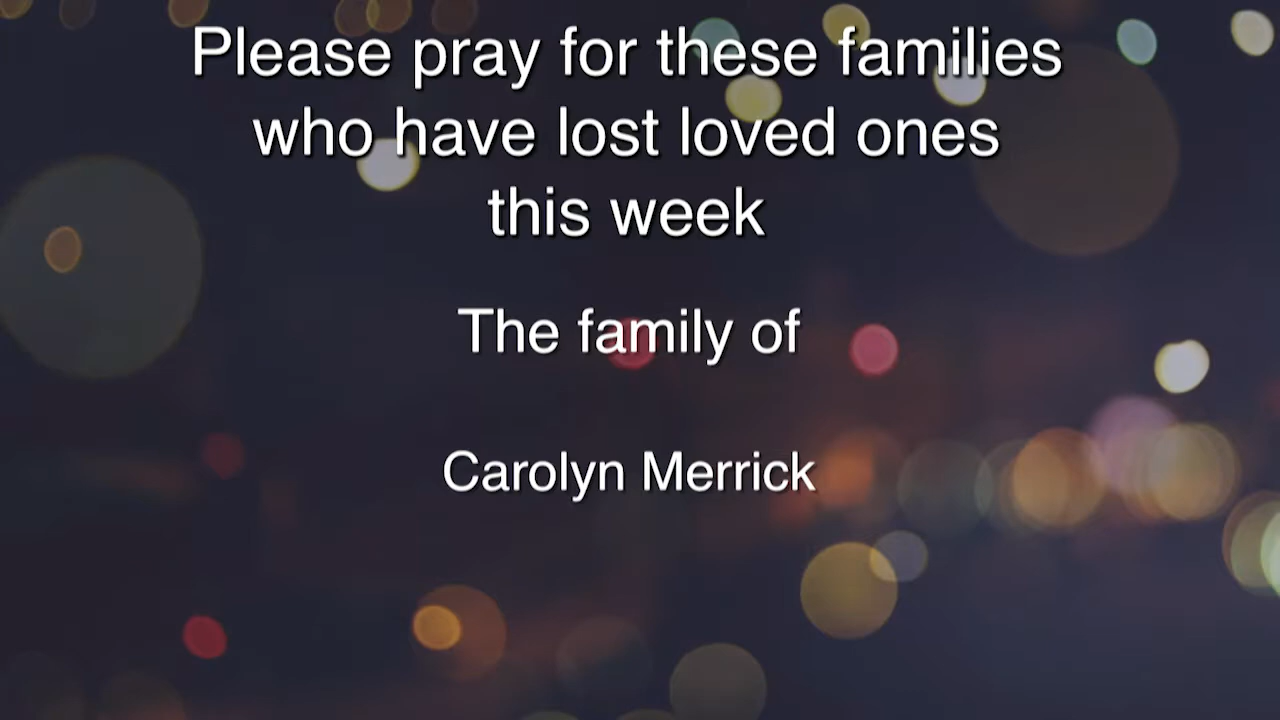 Please pray for these families
who have lost loved ones
this week
The family of
Carolyn Merrick